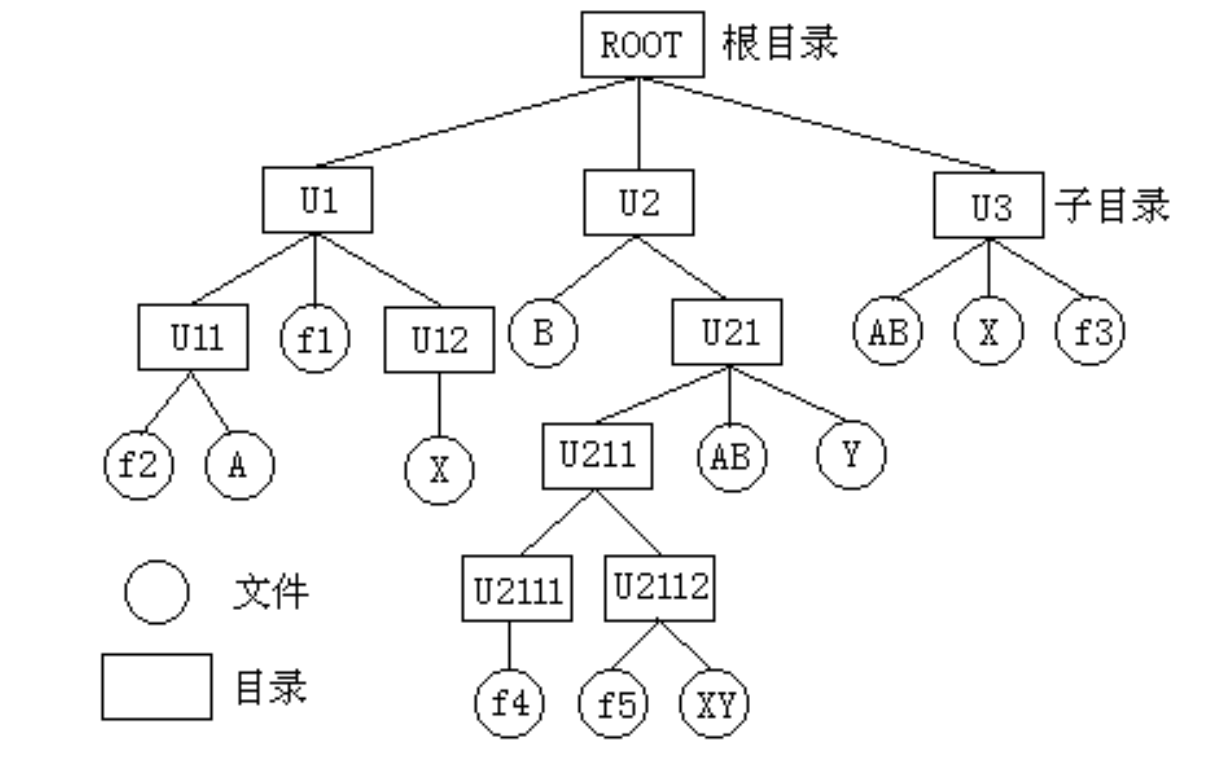 ROOT 根目录
U1 U2 U3 子目录
U11 f1 U12 B U21 AB X f3
f2 A X U211 AB Y
文件 U2111 U2112
目录 f4 f5 XY